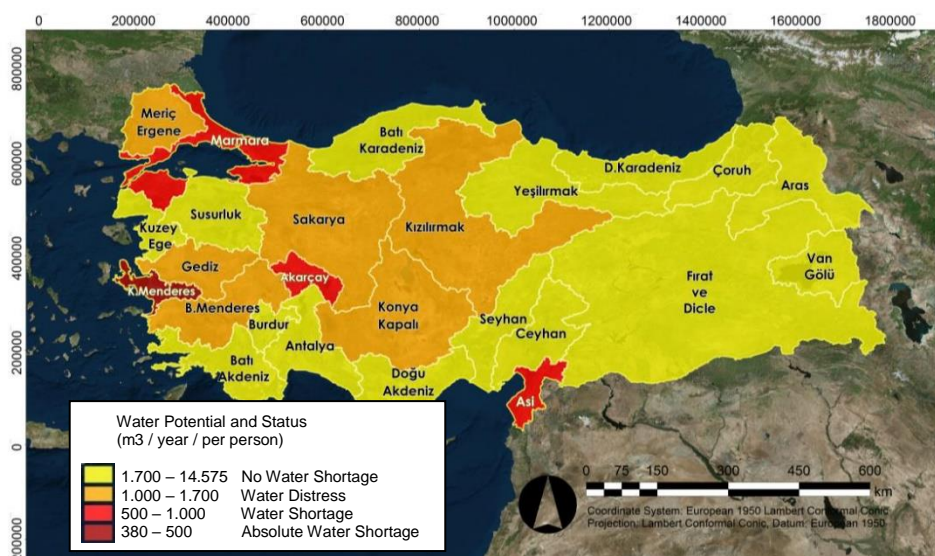 200000 400000 600000 800000 10000000 1200000 1400000 1600000 1800000
800000
600000
400000
200000
0
200000
Meriç
Ergene
Marmara
Batı
Karadeniz
D.Karadeniz
Çoruh
Aras
Yeşilırmak
Susurluk
Sakarya
Kızılırmak
Kuzey
Ege
Gediz
Akarçay
Van
Gölü
Fırat
ve
Dicle
K.Menderes
B.Menderes
Konya
Kapalı
Burdur
Antalya
Seyhan
Ceyhan
Batı
Akdeniz
Doğu
Akdeniz
Asi
Water Potential and Status
(m3 / year / per person)
1.700 – 14.575 No Water Shortage
1.000 – 1.700 Water Distress
500 – 1.000 Water Shortage
380 – 500 Absolute Water Shortage
0 75 150 300 450 600
km
Coordinate System: European 1950 Lambert Conformal Conic
Projection: Lambert Conformal Conic, Datum: European 1950